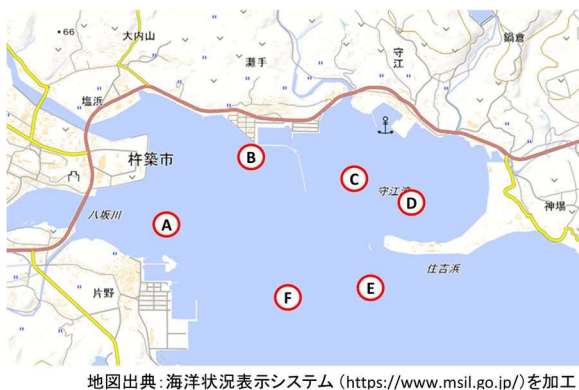 ・66
大内山
灘手
守江
鍋倉
塩浜
杵築市
八坂川
守江湾
神場
片野
住吉浜
A
B
C
D
E
F
地図出典：海洋状況表示システム（https://www.msil.go.jp/）を加工